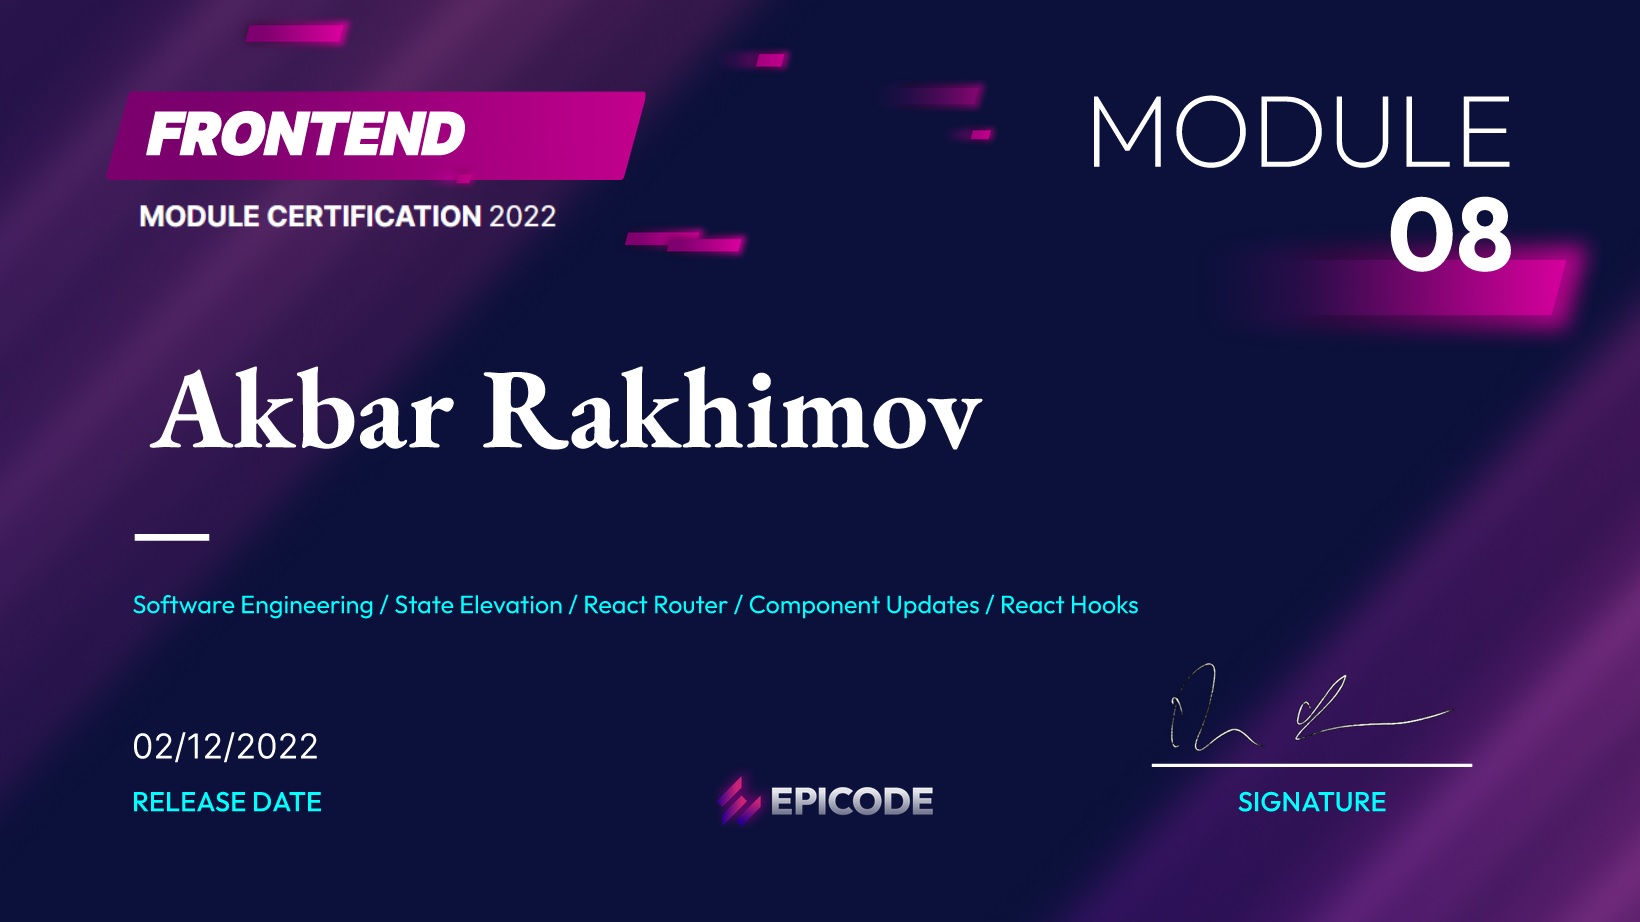 FRONTEND
MODULE CERTIFICATION 2022
MODULE
08
Akbar Rakhimov
Software Engineering / State Elevation / React Router / Component Updates / React Hooks
02/12/2022
RELEASE DATE
EPICODE
SIGNATURE